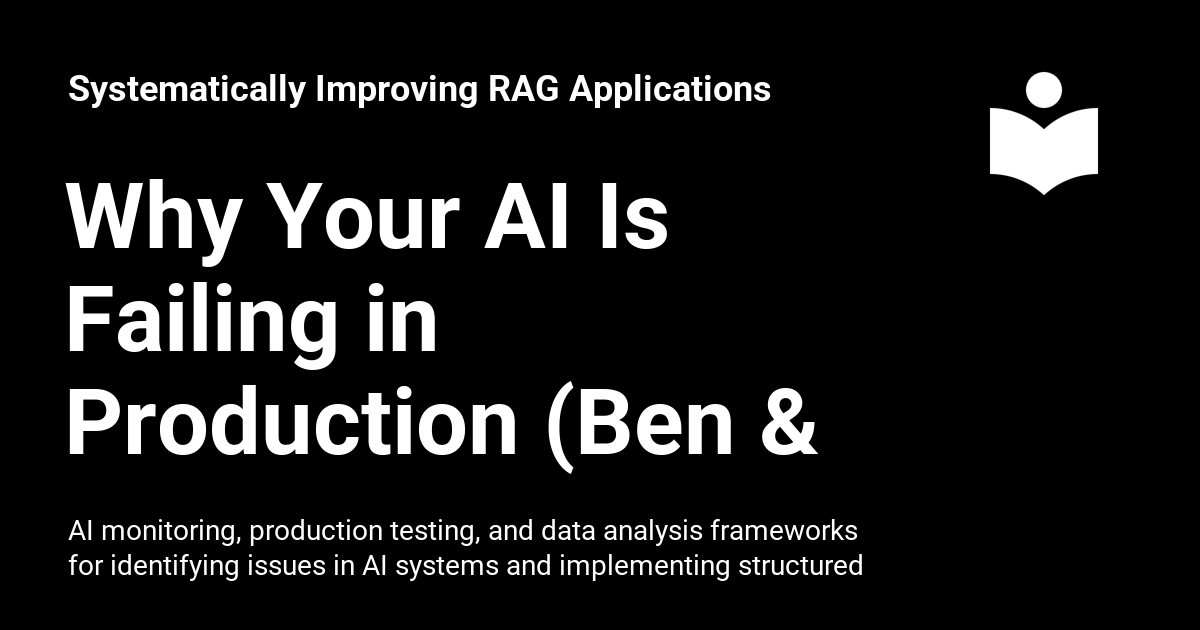 Systematically Improving RAG Applications
Why Your AI Is
Failing in
Production (Ben &
AI monitoring, production testing, and data analysis frameworks
for identifying issues in AI systems and implementing structured